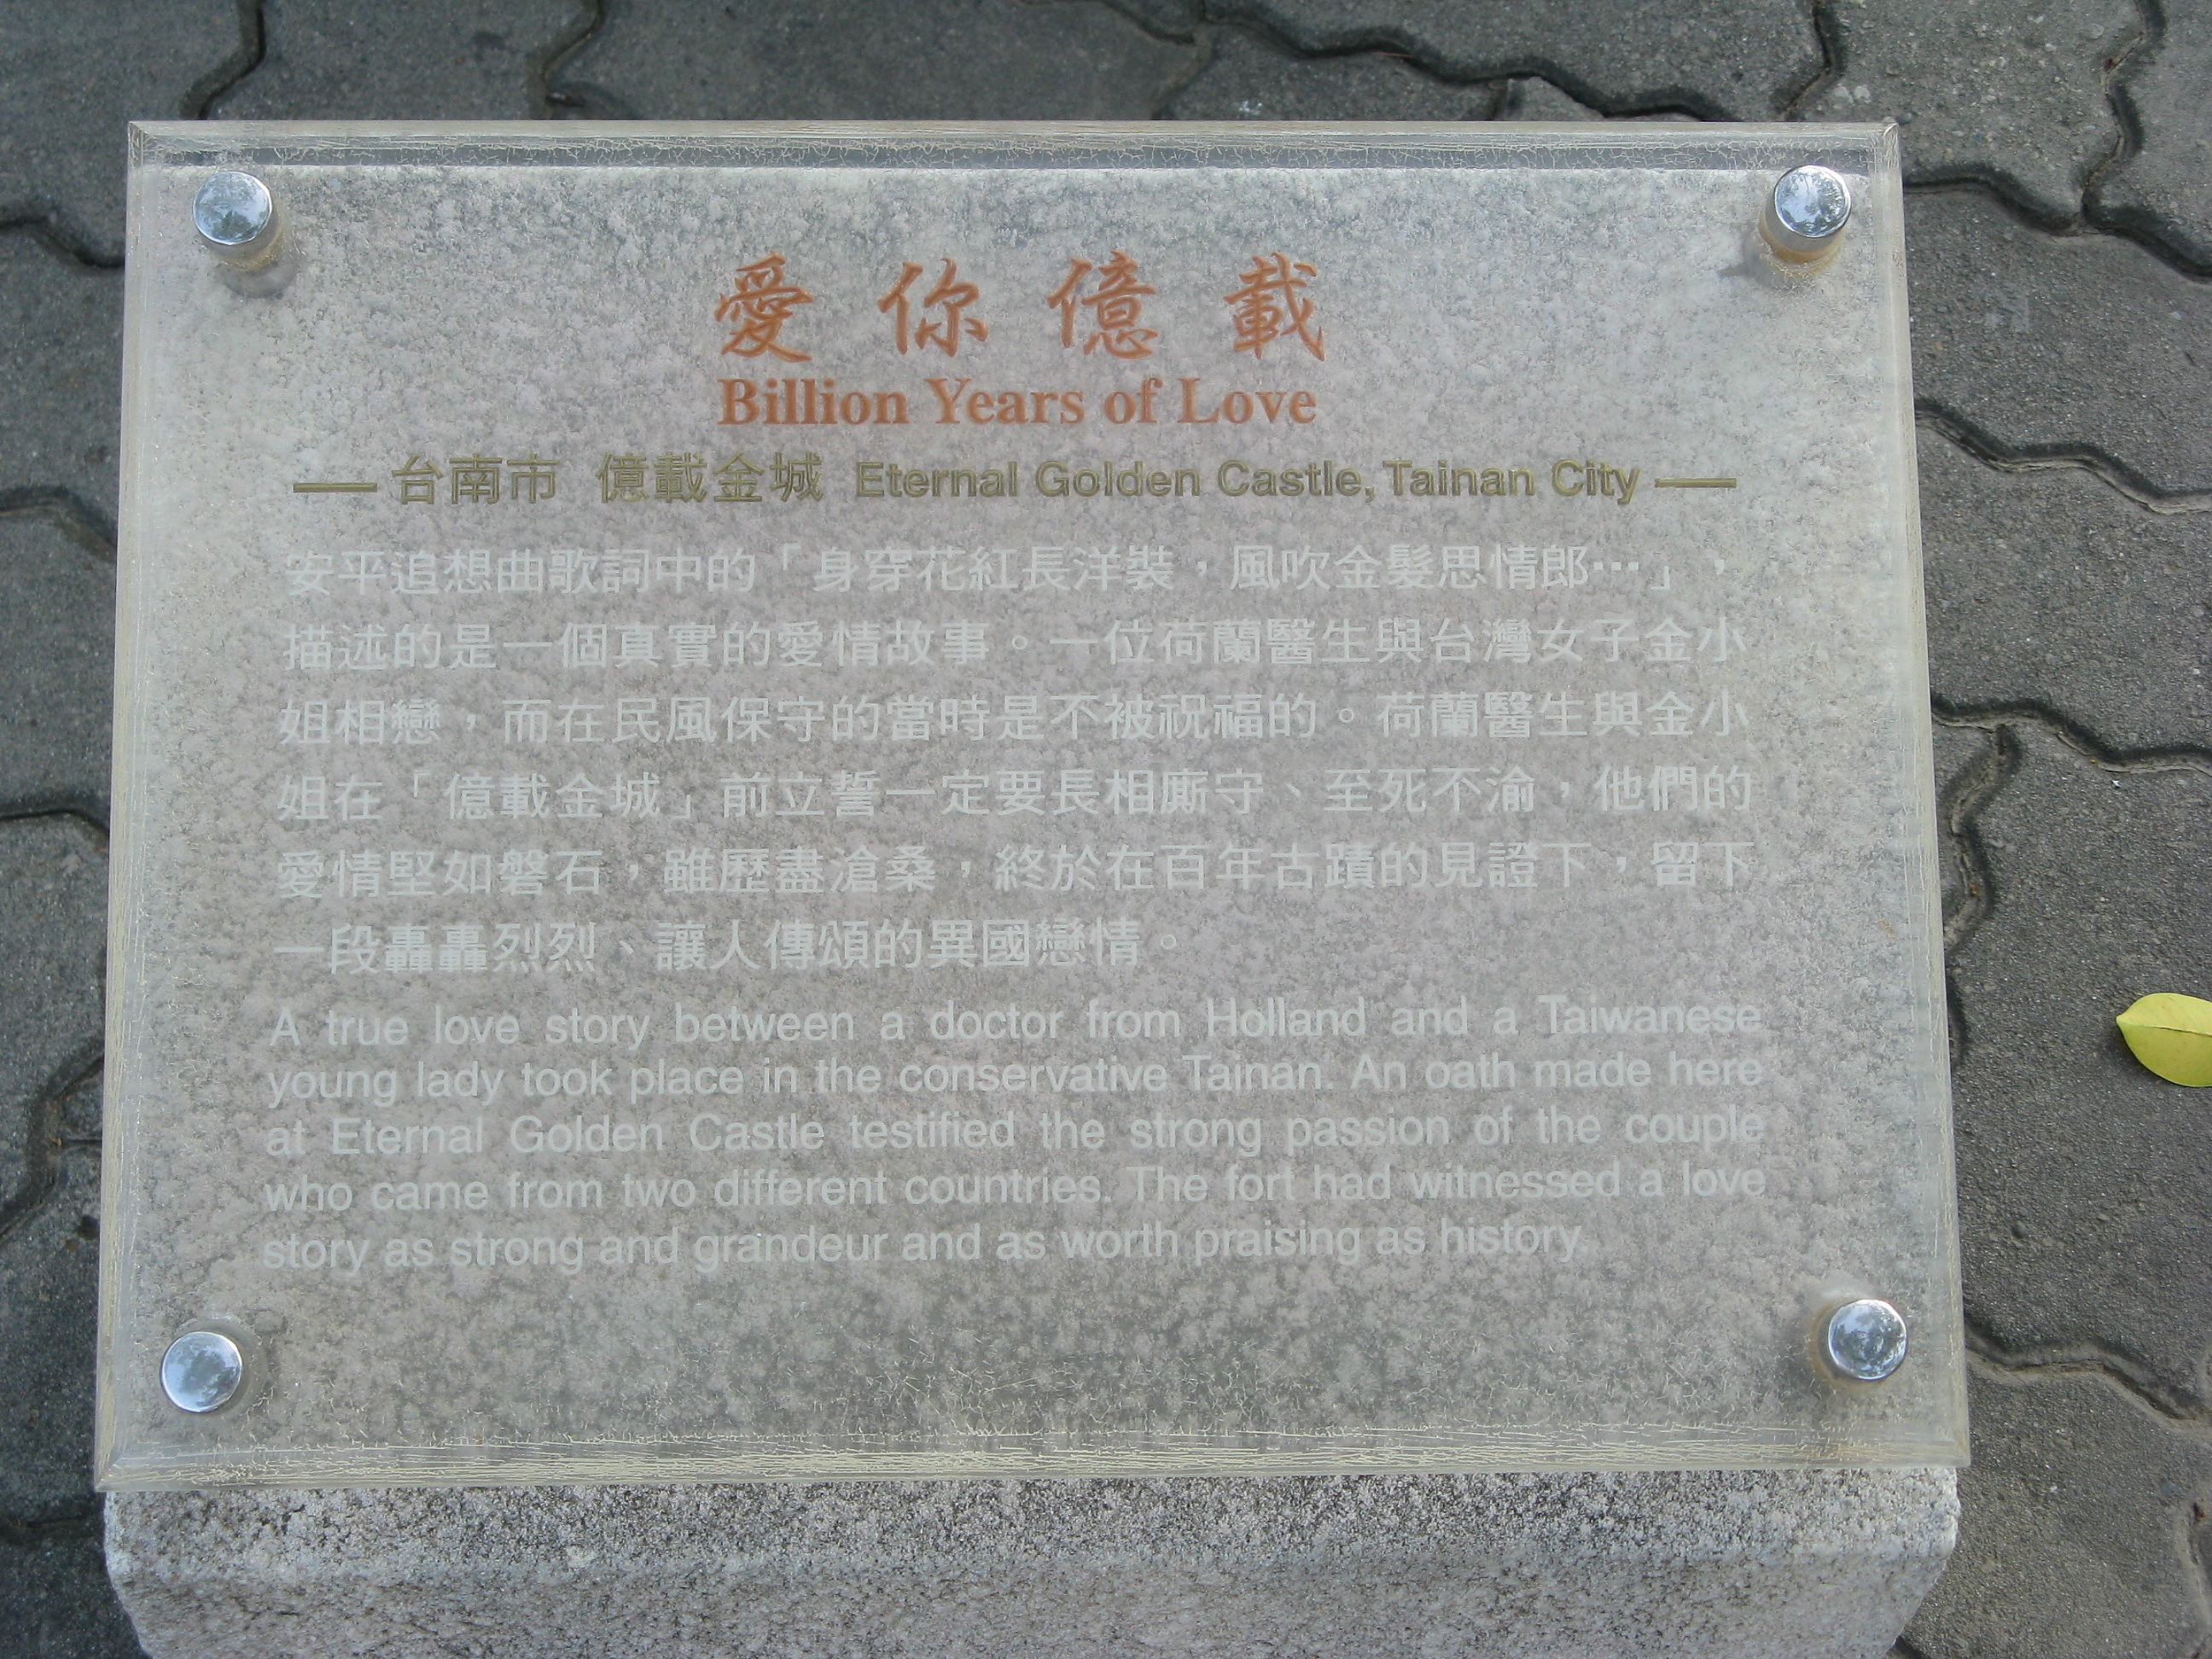 愛你億載
Billion Years of Love
台南市 億載金城 Eternal Golden Castle, Tainan City
安平追想曲歌詞中的「身穿花紅長洋裝，風吹金髮思情郎…」，
描述的是一個真實的愛情故事。一位荷蘭醫生與台灣女子金小
姐相戀，而在民風保守的當時是不被祝福的。荷蘭醫生與金小
姐在「億載金城」前立誓一定要長相廝守、至死不渝，他們的
愛情堅如磐石，雖歷盡滄桑，終於在百年古蹟的見證下，留下
一段轟轟烈烈、讓人傳頌的異國戀情。
A true love story between a doctor from Holland and a Taiwanese
young lady took place in the conservative Tainan. An oath made here
at Eternal Golden Castle testified the strong passion of the couple
who came from two different countries. The fort had witnessed a love
story as strong and grandeur and as worth praising as history.